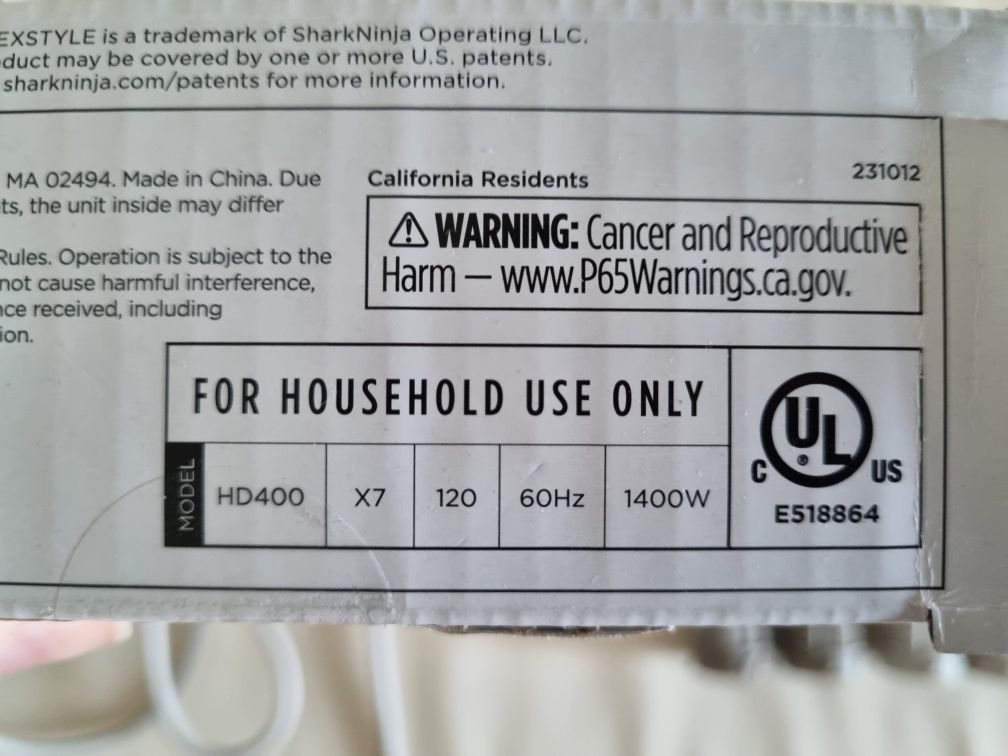 EXSTYLE is a trademark of SharkNinja Operating LLC.
duct may be covered by one or more U.S. patents.
sharkninja.com/patents for more information.
MA 02494. Made in China. Due
ts, the unit inside may differ
Rules. Operation is subject to the
not cause harmful interference,
nce received, including
ion.
California Residents
231012
⚠ WARNING: Cancer and Reproductive
Harm — www.P65Warnings.ca.gov.
FOR HOUSEHOLD USE ONLY
MODEL HD400 X7 120 60Hz 1400W
C UL® US
E518864